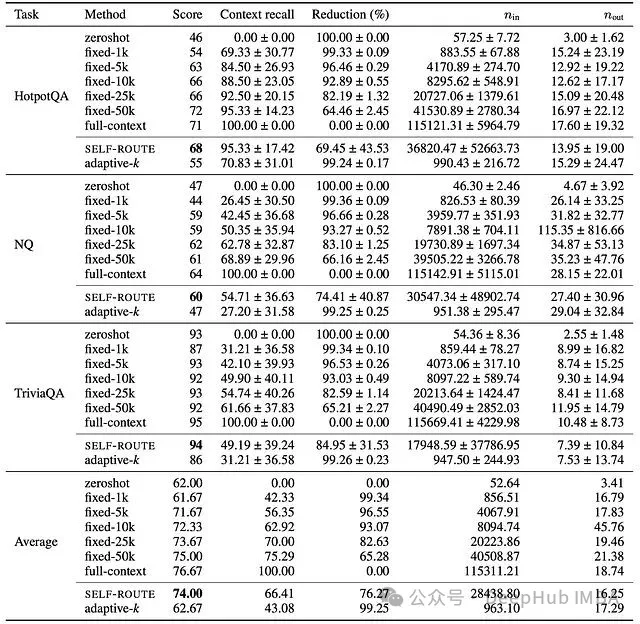 Task Method Score Context recall Reduction (%) n_in n_out
HotpotQA
zeroshot 46 0.00 ± 0.00 100.00 ± 0.00 57.25 ± 7.72 3.00 ± 1.62
fixed-1k 54 69.33 ± 30.77 99.33 ± 0.09 883.55 ± 67.88 15.24 ± 23.19
fixed-5k 63 84.50 ± 26.93 96.46 ± 0.29 4170.89 ± 274.70 12.92 ± 19.22
fixed-10k 66 88.50 ± 23.05 92.89 ± 0.55 8295.62 ± 548.91 12.62 ± 17.17
fixed-25k 66 92.50 ± 20.15 82.19 ± 1.32 20727.06 ± 1379.61 15.09 ± 20.48
fixed-50k 72 95.33 ± 14.23 64.46 ± 2.45 41530.89 ± 2780.34 16.97 ± 22.12
full-context 71 100.00 ± 0.00 0.00 ± 0.00 115121.31 ± 5964.79 17.60 ± 19.32
SELF-ROUTE 68 95.33 ± 17.42 69.45 ± 43.53 36820.47 ± 52663.73 13.95 ± 19.00
adaptive-k 55 70.83 ± 31.01 99.24 ± 0.17 990.43 ± 216.72 15.29 ± 24.47
NQ
zeroshot 47 0.00 ± 0.00 100.00 ± 0.00 46.30 ± 2.46 4.67 ± 3.92
fixed-1k 44 26.45 ± 30.50 99.36 ± 0.09 826.53 ± 80.39 26.14 ± 33.25
fixed-5k 59 42.45 ± 36.68 96.66 ± 0.28 3959.77 ± 351.93 31.82 ± 32.77
fixed-10k 59 50.35 ± 35.94 93.27 ± 0.52 7891.38 ± 704.11 115.35 ± 816.66
fixed-25k 62 62.78 ± 32.87 83.10 ± 1.25 19730.89 ± 1697.34 34.87 ± 53.13
fixed-50k 61 68.89 ± 29.96 66.16 ± 2.45 39505.22 ± 3266.78 35.23 ± 47.76
full-context 64 100.00 ± 0.00 0.00 ± 0.00 115142.91 ± 5115.01 28.15 ± 22.01
SELF-ROUTE 60 54.71 ± 36.63 74.41 ± 40.87 30547.34 ± 48902.74 27.40 ± 30.96
adaptive-k 47 27.20 ± 31.58 99.25 ± 0.25 951.38 ± 295.47 29.04 ± 32.84
TriviaQA
zeroshot 93 0.00 ± 0.00 100.00 ± 0.00 54.36 ± 8.36 2.55 ± 1.48
fixed-1k 87 31.21 ± 36.58 99.34 ± 0.10 859.44 ± 78.27 8.99 ± 16.82
fixed-5k 93 42.10 ± 39.93 96.53 ± 0.26 4073.06 ± 317.10 8.74 ± 15.25
fixed-10k 92 49.90 ± 40.11 93.03 ± 0.49 8097.22 ± 589.74 9.30 ± 14.94
fixed-25k 93 54.74 ± 40.26 82.59 ± 1.14 20213.64 ± 1424.47 8.41 ± 11.68
fixed-50k 92 61.66 ± 37.83 65.21 ± 2.27 40490.49 ± 2852.03 11.95 ± 14.79
full-context 95 100.00 ± 0.00 0.00 ± 0.00 115669.41 ± 4229.98 10.48 ± 8.73
SELF-ROUTE 94 49.19 ± 39.24 84.95 ± 31.53 17948.59 ± 37786.95 7.39 ± 10.84
adaptive-k 86 31.21 ± 36.58 99.26 ± 0.23 947.50 ± 244.93 7.53 ± 13.74
Average
zeroshot 62.00 0.00 0.00 52.64 3.41
fixed-1k 61.67 42.33 99.34 856.51 16.79
fixed-5k 71.67 56.35 96.55 4067.91 17.83
fixed-10k 72.33 62.92 93.07 8094.74 45.76
fixed-25k 73.67 70.00 82.63 20223.86 19.46
fixed-50k 75.00 75.29 65.28 40508.87 21.38
full-context 76.67 100.00 0.00 115311.21 18.74
SELF-ROUTE 74.00 66.41 76.27 28438.80 16.25
adaptive-k 62.67 43.08 99.25 963.10 17.29
公众号 · DeepHub IMBA